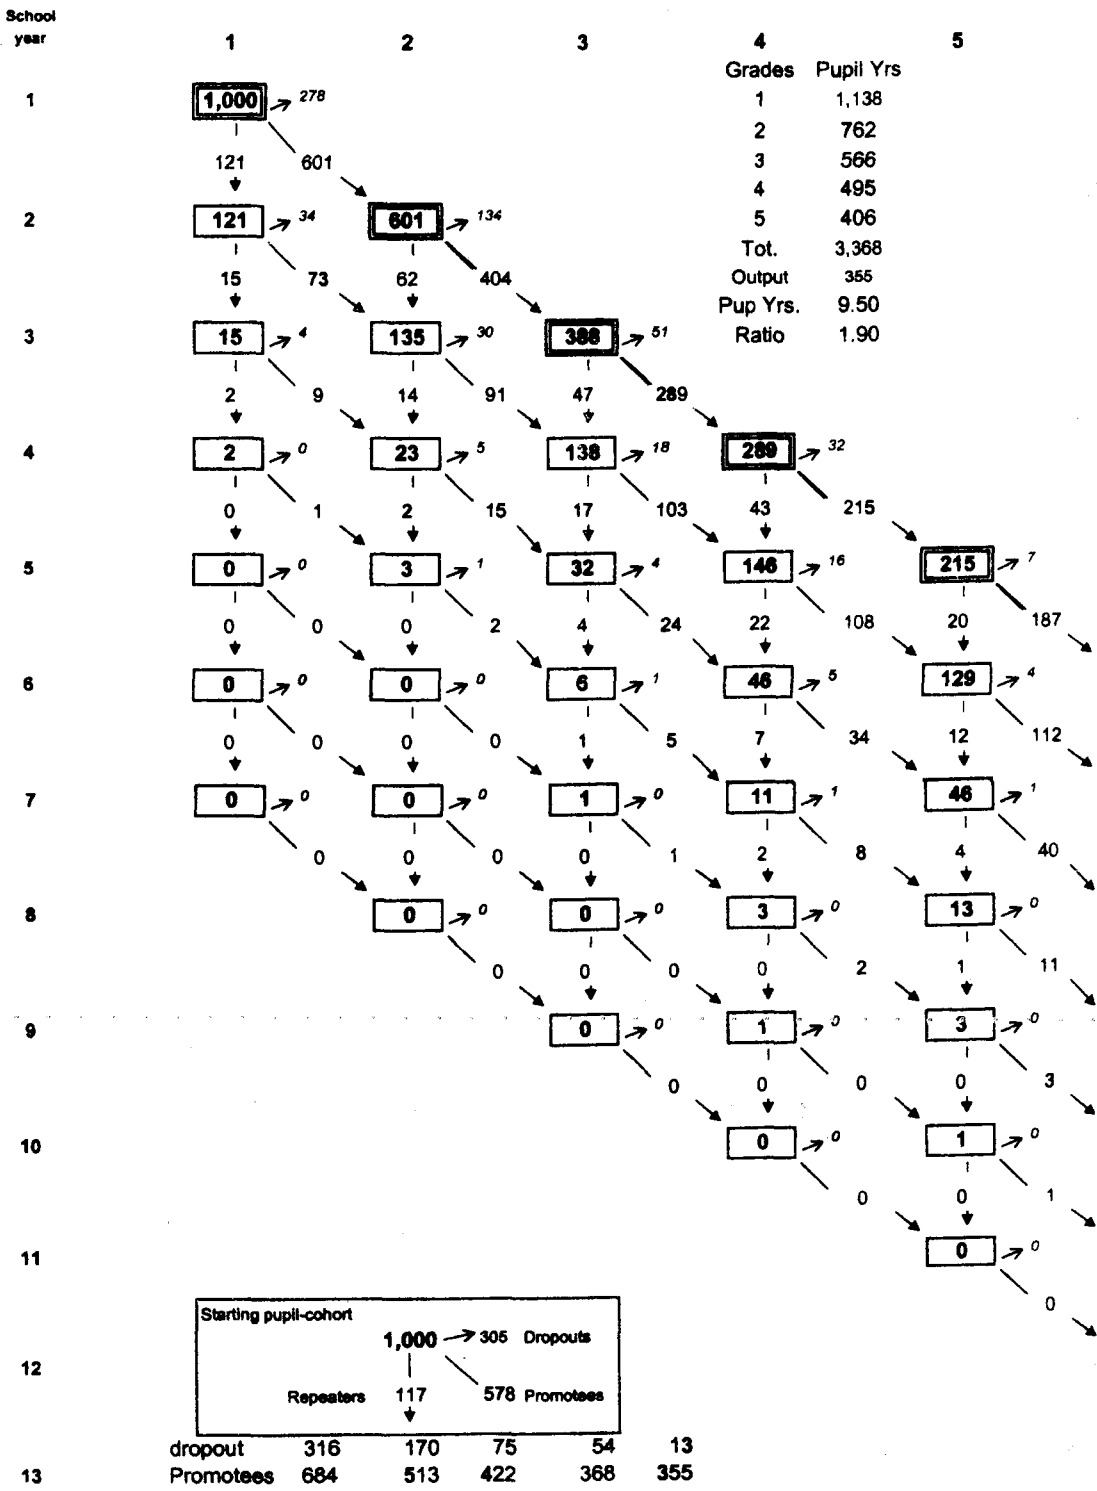 School
year 1 2 3 4 5
Grades Pupil Yrs
1 1,000 278 1 1,138
2 762
121 601 3 566
4 495
2 121 34 601 134 5 406
Tot. 3,368
15 73 62 404 Output 355
Pup Yrs. 9.50
3 15 4 135 30 388 51 Ratio 1.90
2 9 14 91 47 289
4 2 0 23 5 138 18 289 32
0 1 2 15 17 103 43 215
5 0 0 3 1 32 4 146 16 215 7
0 0 0 2 4 24 22 108 20 187
6 0 0 0 0 6 1 46 5 129 4
0 0 0 0 1 5 7 34 12 112
7 0 0 0 0 1 0 11 1 46 1
0 0 0 0 1 2 8 4 40
8 0 0 0 0 3 0 13 0
0 0 0 0 2 1 11
9 0 0 1 0 3 0
0 0 0 0 3
10 0 0 1 0
0 0 1
11 0 0
0
Starting pupil-cohort
1,000 305 Dropouts
12
Repeaters 117 578 Promotees
dropout 316 170 75 54 13
13 Promotees 684 513 422 368 355